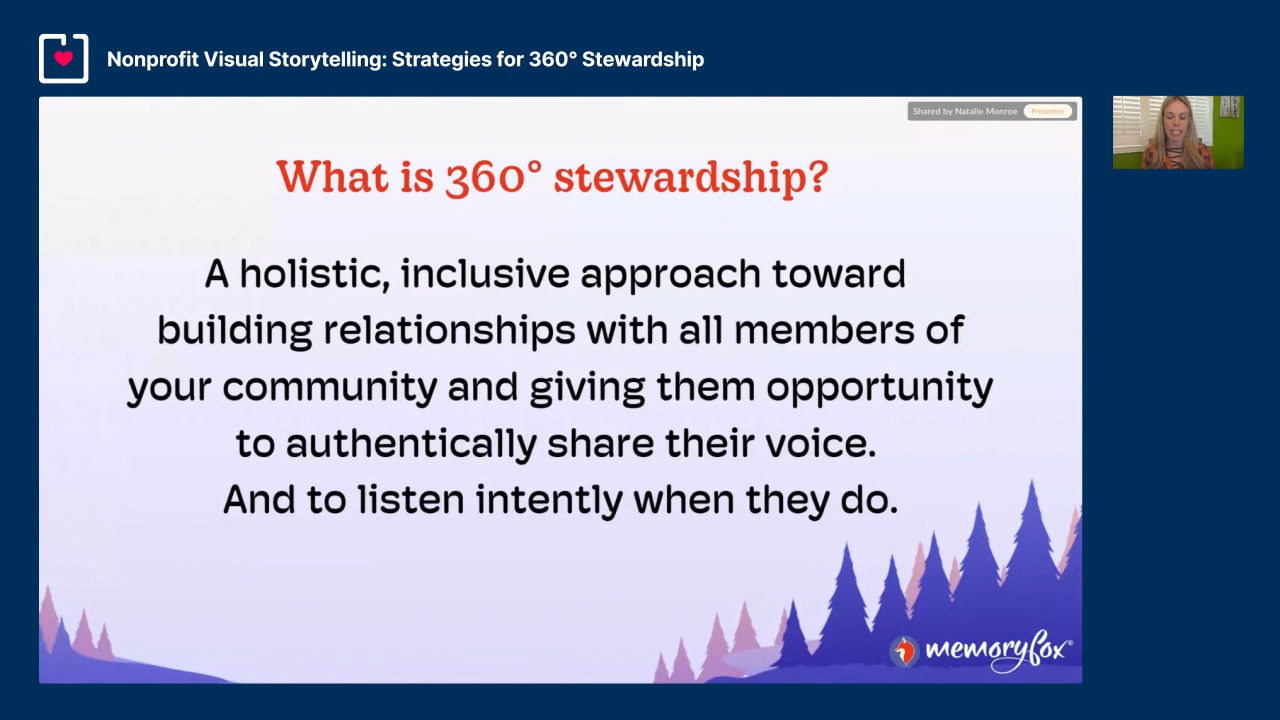 Nonprofit Visual Storytelling: Strategies for 360° Stewardship
Shared by Natalie Monroe Presenter
What is 360° stewardship?
A holistic, inclusive approach toward
building relationships with all members of
your community and giving them opportunity
to authentically share their voice.
And to listen intently when they do.
memoryfox©